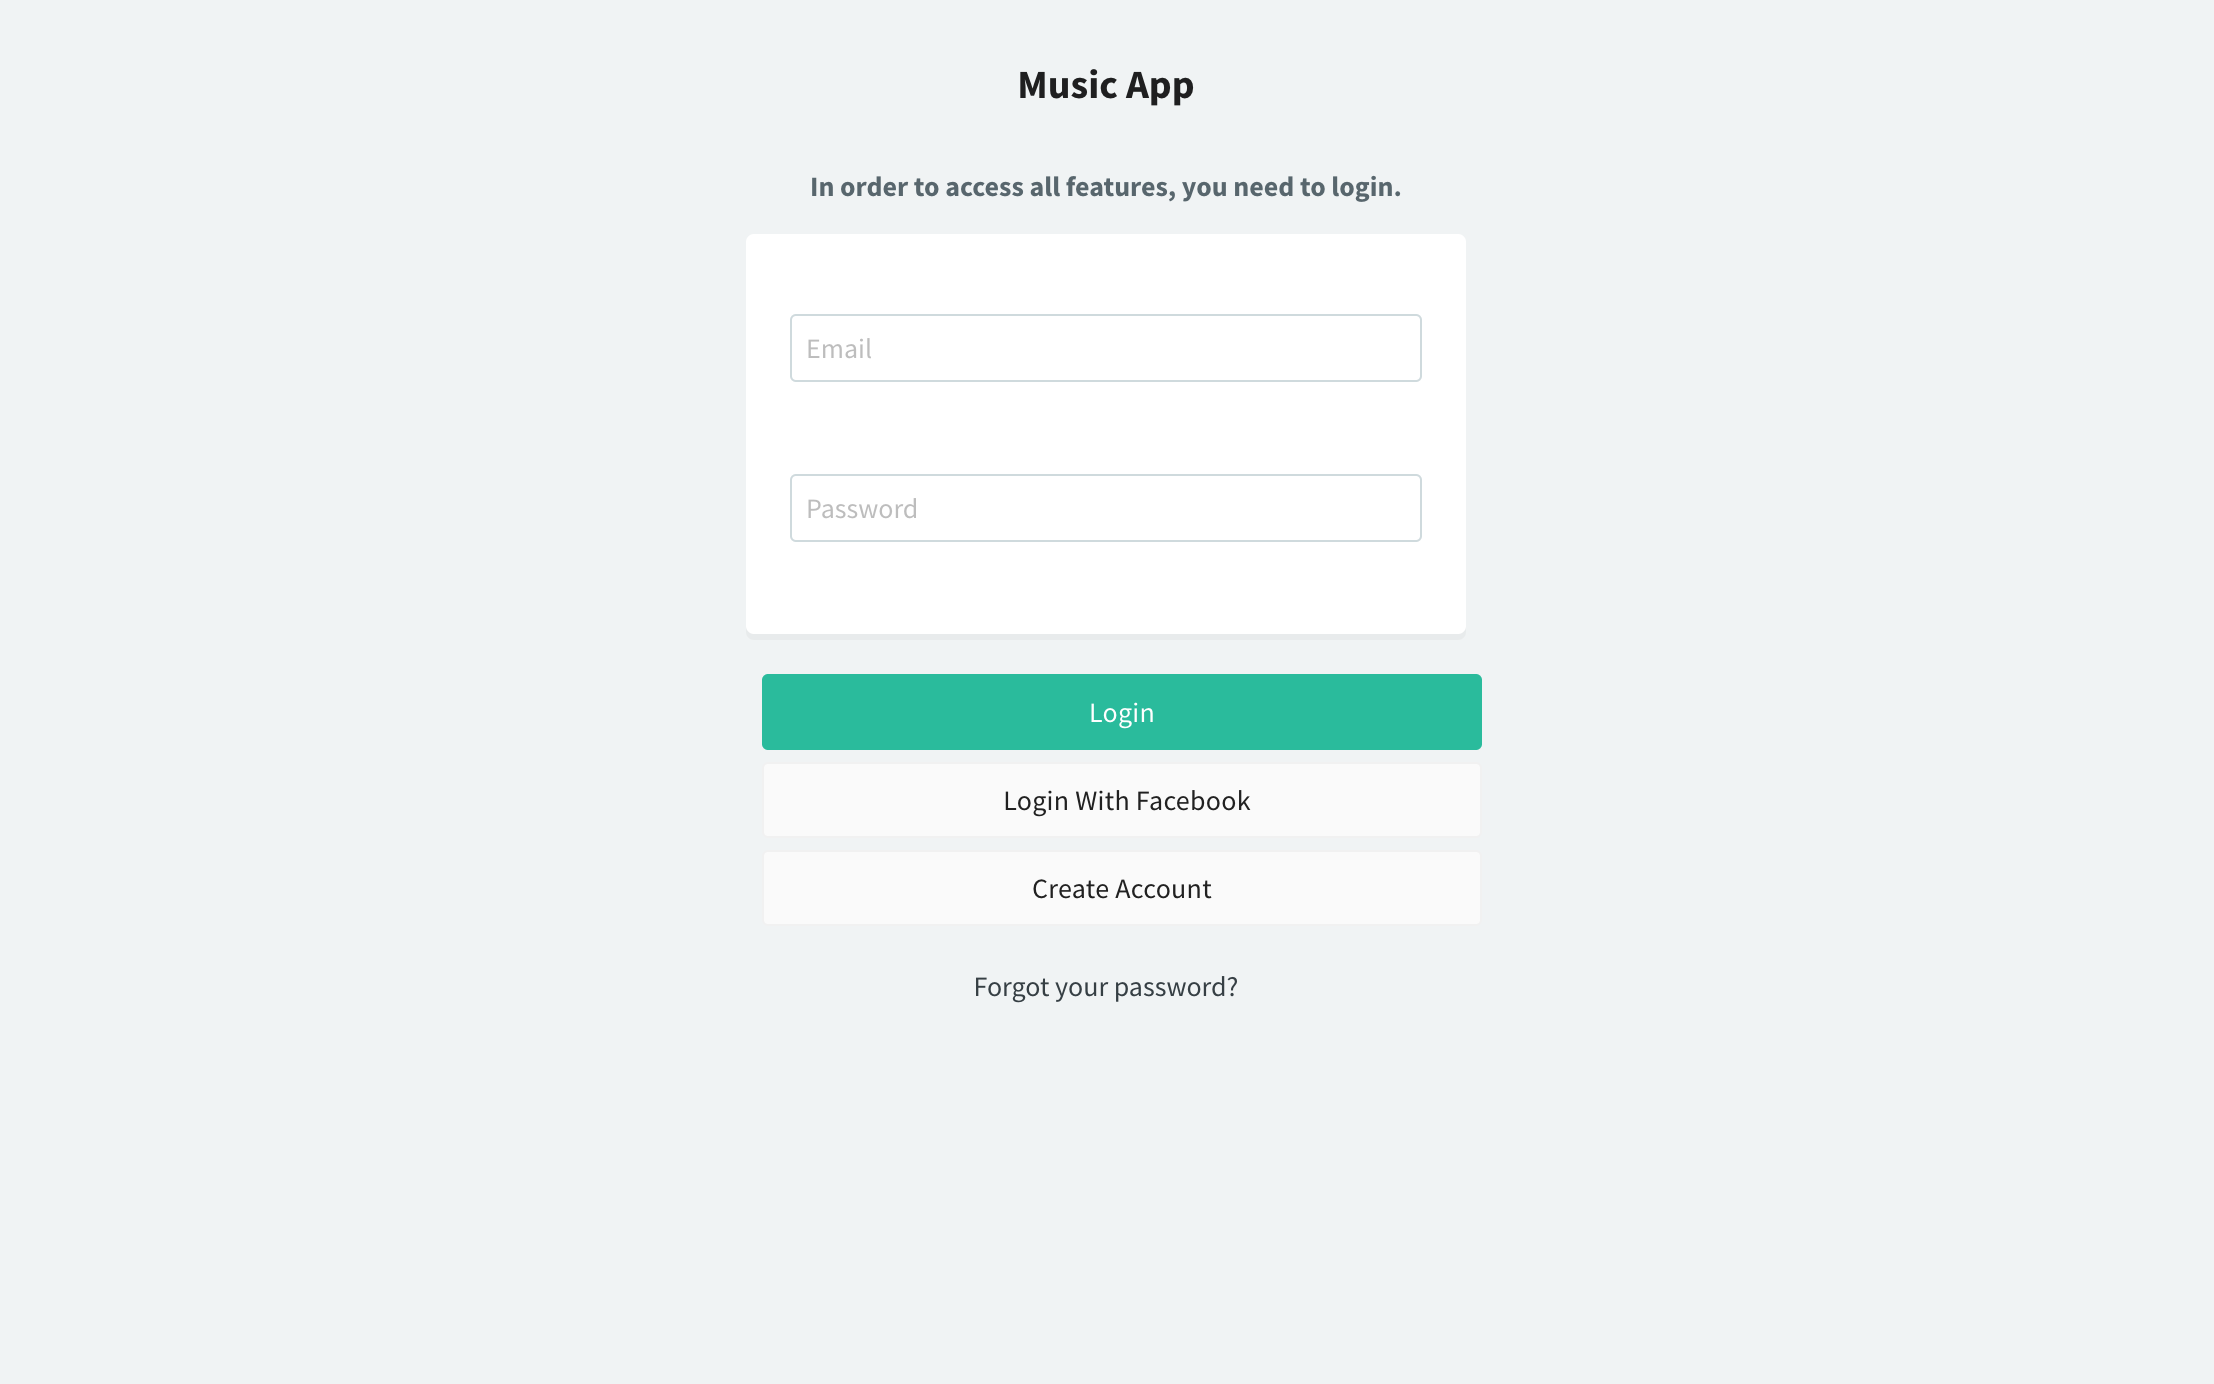 Music App
In order to access all features, you need to login.
Email
Password
Login
Login With Facebook
Create Account
Forgot your password?